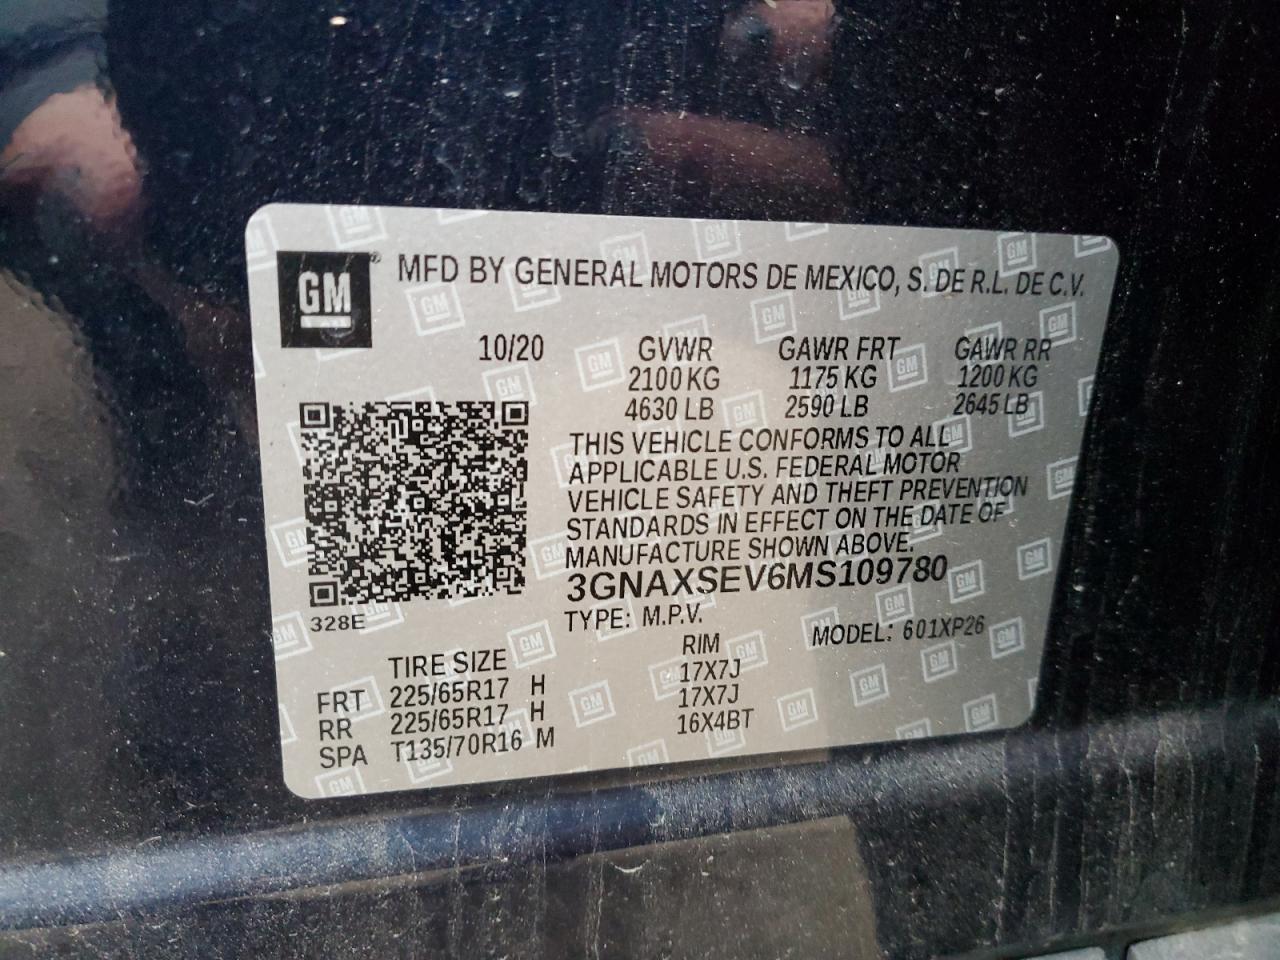 GM® MFD BY GENERAL MOTORS DE MEXICO, S. DE R.L. DE C.V.
10/20 GVWR GAWR FRT GAWR RR
2100 KG 1175 KG 1200 KG
4630 LB 2590 LB 2645 LB
THIS VEHICLE CONFORMS TO ALL
APPLICABLE U.S. FEDERAL MOTOR
VEHICLE SAFETY AND THEFT PREVENTION
STANDARDS IN EFFECT ON THE DATE OF
MANUFACTURE SHOWN ABOVE.
3GNAXSEV6MS109780
328E TYPE: M.P.V. MODEL: 601XP26
TIRE SIZE RIM
FRT 225/65R17 H 17X7J
RR 225/65R17 H 17X7J
SPA T135/70R16 M 16X4BT